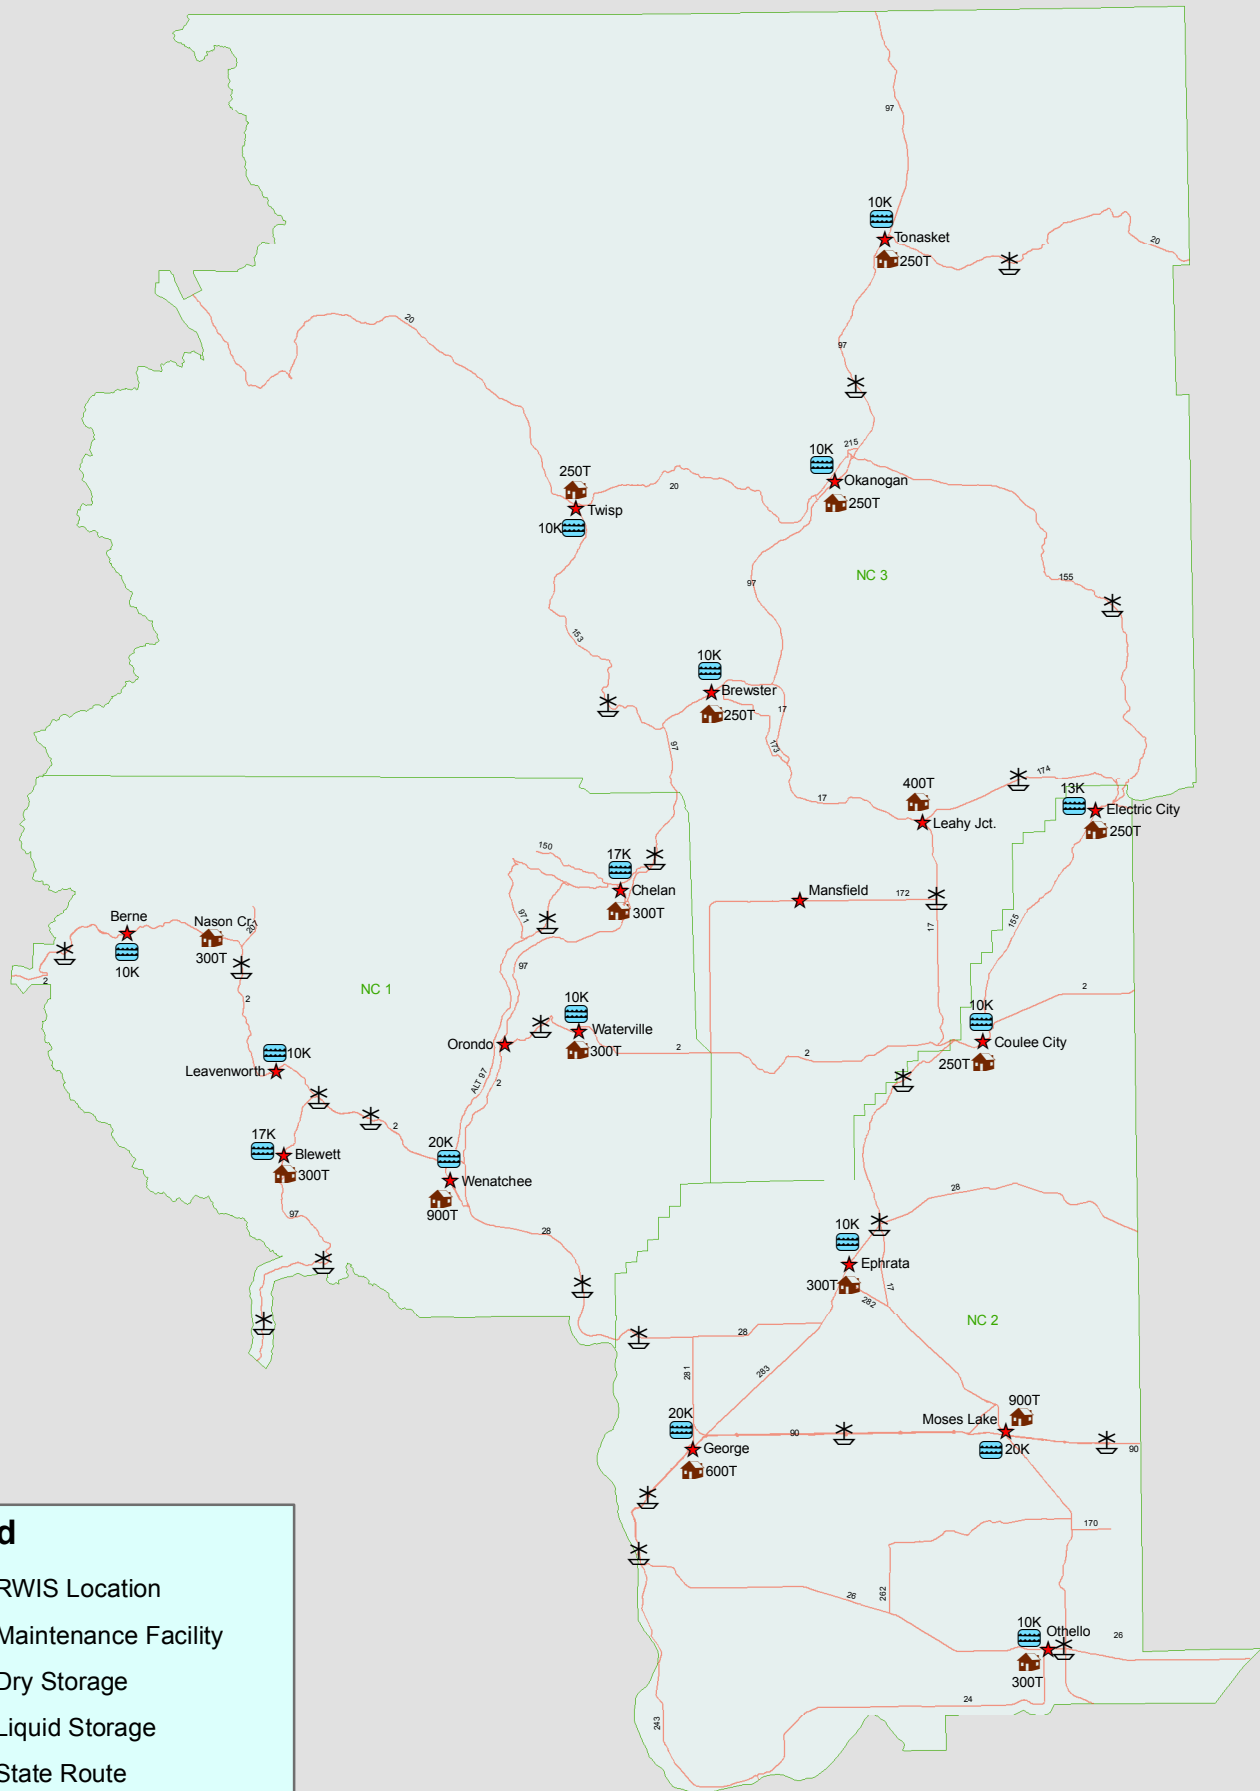 97
10K
Tonasket
250T
20
20
97
215
10K
Okanogan
250T
250T
Twisp
10K
20
NC 3
97
155
153
10K
Brewster
250T
17
173
97
174
400T
13K
Electric City
250T
17
Leahy Jct.
150
17K
Chelan
300T
Mansfield
172
17
155
971
Berne
Nason Cr.
207
300T
10K
2
2
97
NC 1
2
10K
Waterville
300T
Orondo
2
2
10K
Coulee City
250T
10K
Leavenworth
ALT 97
2
2
17K
Blewett
300T
20K
Wenatchee
900T
97
28
28
10K
Ephrata
300T
17
282
NC 2
28
281
283
900T
Moses Lake
20K
20K
George
600T
90
90
170
26
262
10K
Othello
300T
26
24
243
d
RWIS Location
Maintenance Facility
Dry Storage
Liquid Storage
State Route